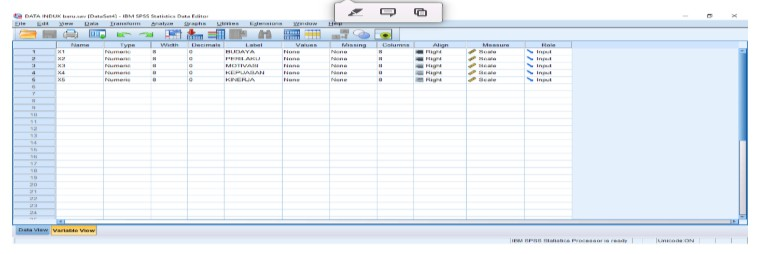 DATA INDUK baru.sav [DataSet4] - IBM SPSS Statistics Data Editor
File Edit View Data Transform Analyze Graphs Utilities Extensions Window Help
Name Type Width Decimals Label Values Missing Columns Align Measure Role
1 X1 Numeric 8 0 BUDAYA None None 8 Right Scale Input
2 X2 Numeric 8 0 PERILAKU None None 8 Right Scale Input
3 X3 Numeric 8 0 MOTIVASI None None 8 Right Scale Input
4 X4 Numeric 8 0 KEPUASAN None None 8 Right Scale Input
5 X5 Numeric 8 0 KINERJA None None 8 Right Scale Input
6
7
8
9
10
11
12
13
14
15
16
17
18
19
20
21
22
23
24
Data View Variable View
IBM SPSS Statistics Processor is ready Unicode:ON